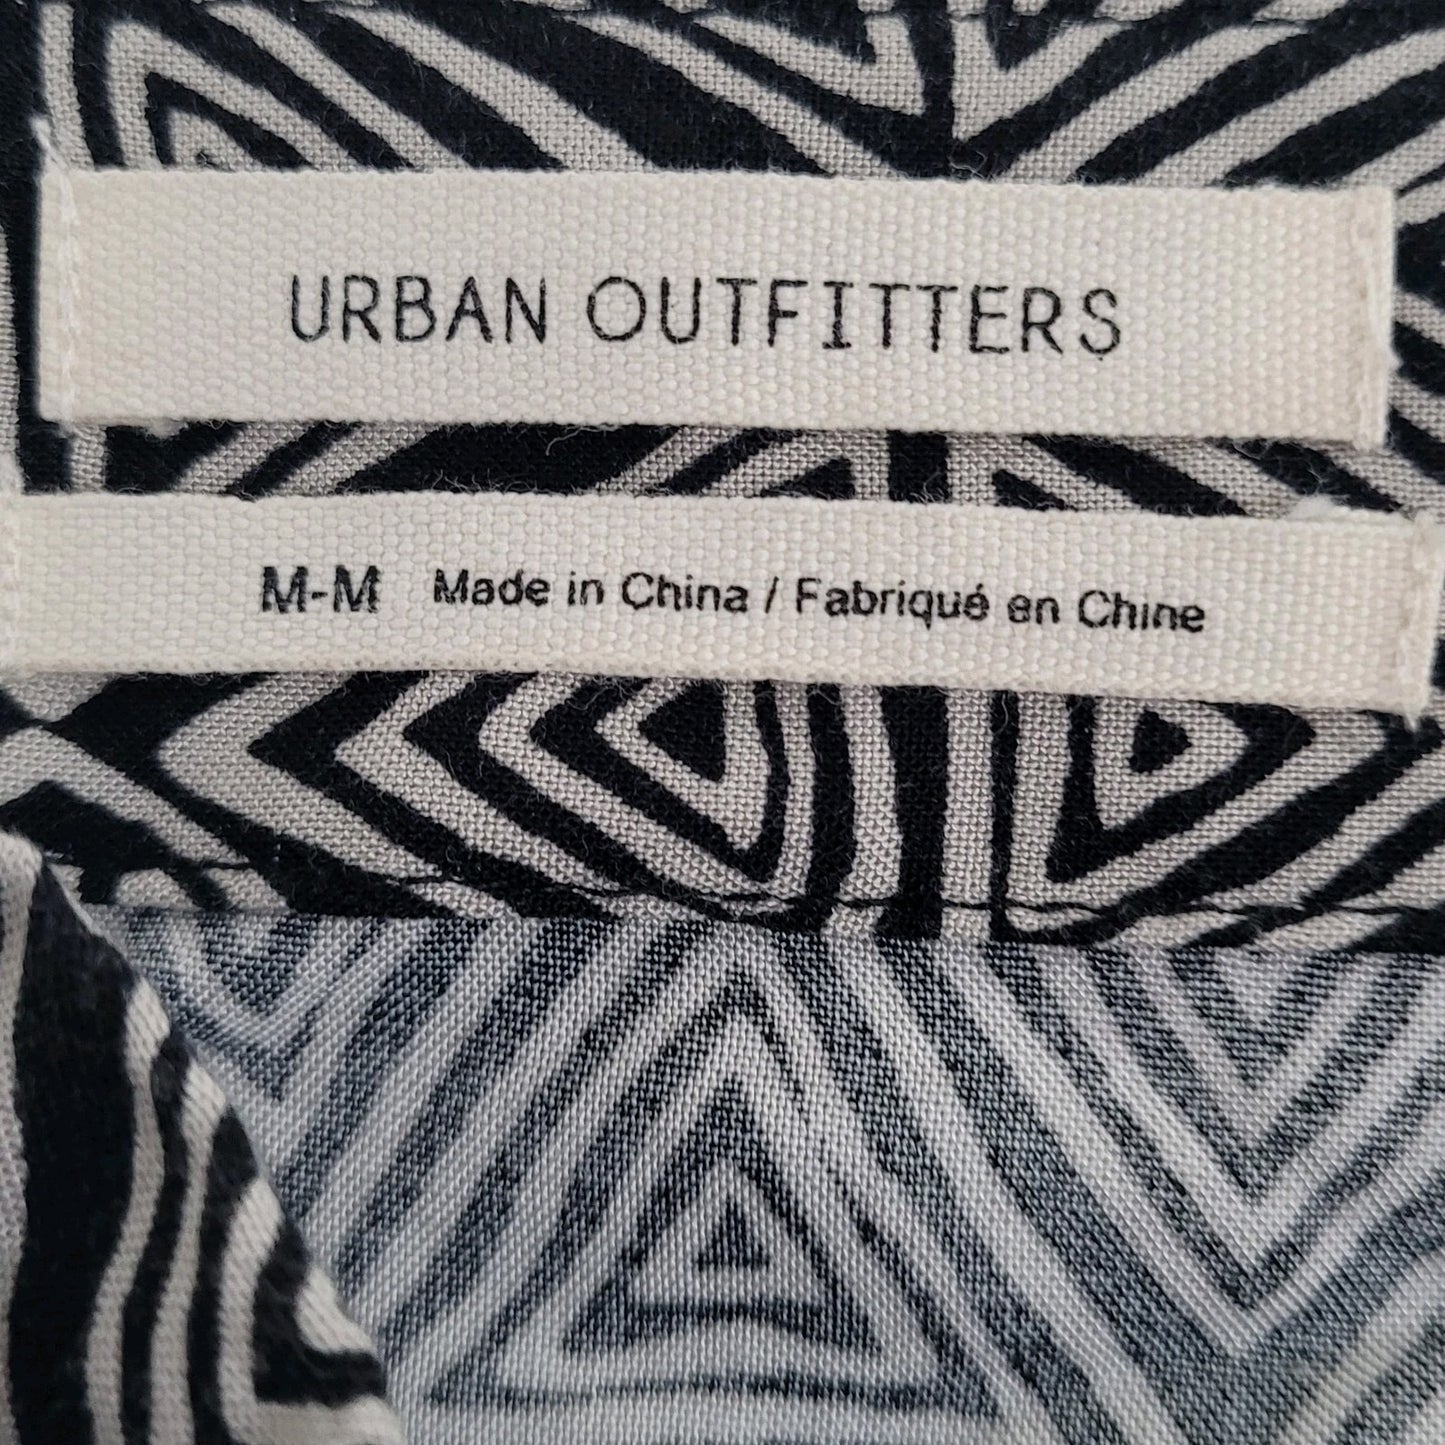 URBAN OUTFITTERS
M-M Made in China / Fabriqué en Chine